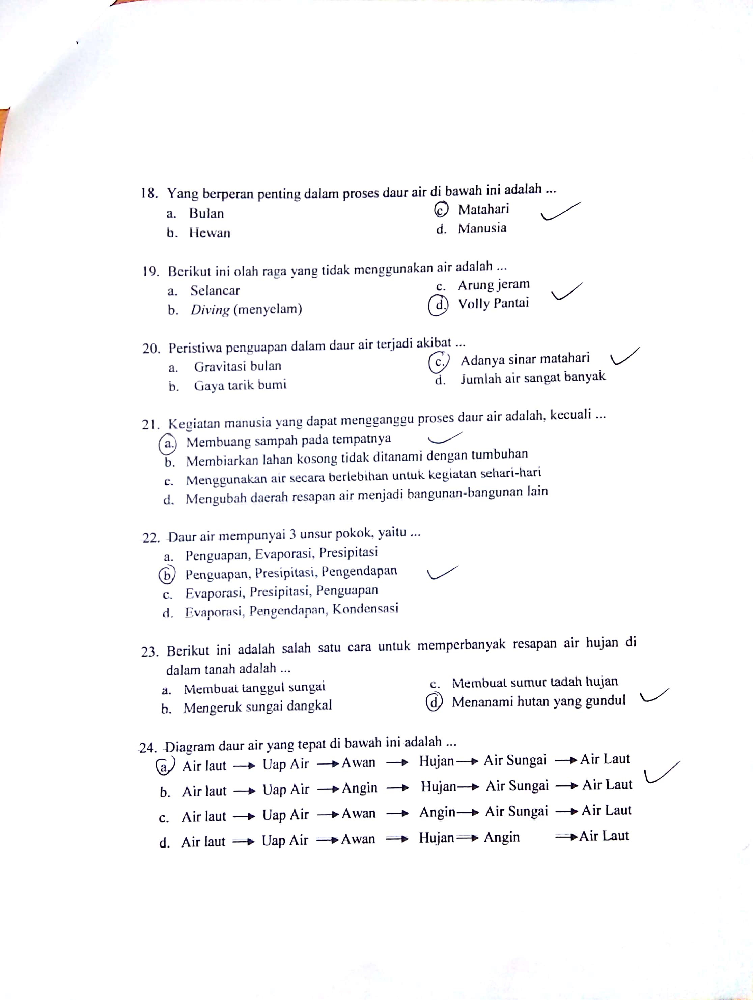 18. Yang berperan penting dalam proses daur air di bawah ini adalah ...
a. Bulan
b. Hewan
c. Matahari
d. Manusia
19. Berikut ini olah raga yang tidak menggunakan air adalah ...
a. Selancar
b. Diving (menyelam)
c. Arung jeram
d. Volly Pantai
20. Peristiwa penguapan dalam daur air terjadi akibat ...
a. Gravitasi bulan
b. Gaya tarik bumi
c. Adanya sinar matahari
d. Jumlah air sangat banyak
21. Kegiatan manusia yang dapat mengganggu proses daur air adalah, kecuali ...
a. Membuang sampah pada tempatnya
b. Membiarkan lahan kosong tidak ditanami dengan tumbuhan
c. Menggunakan air secara berlebihan untuk kegiatan sehari-hari
d. Mengubah daerah resapan air menjadi bangunan-bangunan lain
22. Daur air mempunyai 3 unsur pokok, yaitu ...
a. Penguapan, Evaporasi, Presipitasi
b. Penguapan, Presipitasi, Pengendapan
c. Evaporasi, Presipitasi, Penguapan
d. Evaporasi, Pengendapan, Kondensasi
23. Berikut ini adalah salah satu cara untuk memperbanyak resapan air hujan di
dalam tanah adalah ...
a. Membuat tanggul sungai
b. Mengeruk sungai dangkal
c. Membuat sumur tadah hujan
d. Menanami hutan yang gundul
24. Diagram daur air yang tepat di bawah ini adalah ...
a. Air laut → Uap Air → Awan → Hujan → Air Sungai → Air Laut
b. Air laut → Uap Air → Angin → Hujan → Air Sungai → Air Laut
c. Air laut → Uap Air → Awan → Angin → Air Sungai → Air Laut
d. Air laut → Uap Air → Awan → Hujan → Angin → Air Laut